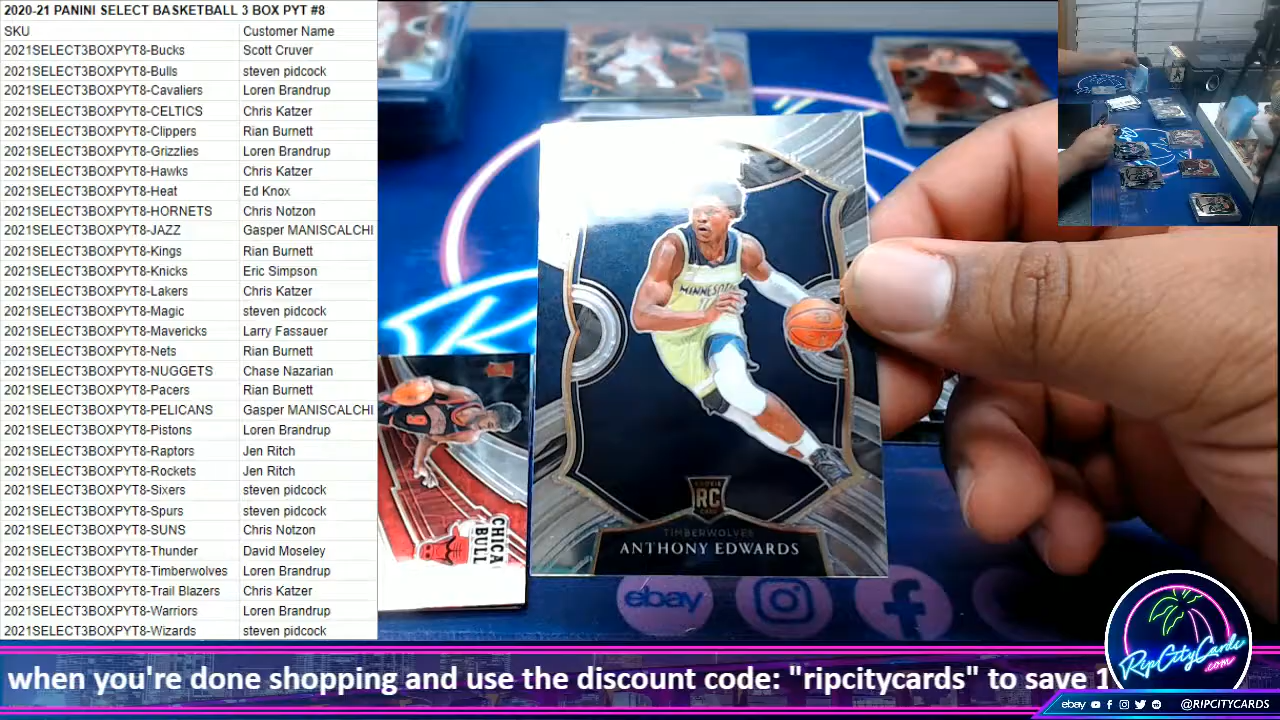 2020-21 PANINI SELECT BASKETBALL 3 BOX PYT #8
SKU Customer Name
2021SELECT3BOXPYT8-Bucks Scott Cruver
2021SELECT3BOXPYT8-Bulls steven pidcock
2021SELECT3BOXPYT8-Cavaliers Loren Brandrup
2021SELECT3BOXPYT8-CELTICS Chris Katzer
2021SELECT3BOXPYT8-Clippers Rian Burnett
2021SELECT3BOXPYT8-Grizzlies Loren Brandrup
2021SELECT3BOXPYT8-Hawks Chris Katzer
2021SELECT3BOXPYT8-Heat Ed Knox
2021SELECT3BOXPYT8-HORNETS Chris Notzon
2021SELECT3BOXPYT8-JAZZ Gasper MANISCALCHI
2021SELECT3BOXPYT8-Kings Rian Burnett
2021SELECT3BOXPYT8-Knicks Eric Simpson
2021SELECT3BOXPYT8-Lakers Chris Katzer
2021SELECT3BOXPYT8-Magic steven pidcock
2021SELECT3BOXPYT8-Mavericks Larry Fassauer
2021SELECT3BOXPYT8-Nets Rian Burnett
2021SELECT3BOXPYT8-NUGGETS Chase Nazarian
2021SELECT3BOXPYT8-Pacers Rian Burnett
2021SELECT3BOXPYT8-PELICANS Gasper MANISCALCHI
2021SELECT3BOXPYT8-Pistons Loren Brandrup
2021SELECT3BOXPYT8-Raptors Jen Ritch
2021SELECT3BOXPYT8-Rockets Jen Ritch
2021SELECT3BOXPYT8-Sixers steven pidcock
2021SELECT3BOXPYT8-Spurs steven pidcock
2021SELECT3BOXPYT8-SUNS Chris Notzon
2021SELECT3BOXPYT8-Thunder David Moseley
2021SELECT3BOXPYT8-Timberwolves Loren Brandrup
2021SELECT3BOXPYT8-Trail Blazers Chris Katzer
2021SELECT3BOXPYT8-Warriors Loren Brandrup
2021SELECT3BOXPYT8-Wizards steven pidcock
MINNESOTA
ROOKIE
RC
CARD
TIMBERWOLVES
ANTHONY EDWARDS
CHICA
BULL
ebay
RipCityCards
.com
when you're done shopping and use the discount code: "ripcitycards" to save 1
ebay @RIPCITYCARDS